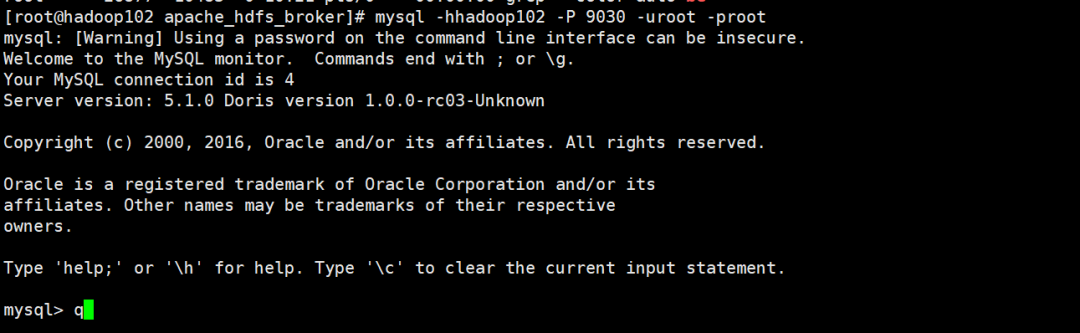 [root@hadoop102 apache_hdfs_broker]# mysql -hhadoop102 -P 9030 -uroot -proot
mysql: [Warning] Using a password on the command line interface can be insecure.
Welcome to the MySQL monitor.  Commands end with ; or \g.
Your MySQL connection id is 4
Server version: 5.1.0 Doris version 1.0.0-rc03-Unknown

Copyright (c) 2000, 2016, Oracle and/or its affiliates. All rights reserved.

Oracle is a registered trademark of Oracle Corporation and/or its
affiliates. Other names may be trademarks of their respective
owners.

Type 'help;' or '\h' for help. Type '\c' to clear the current input statement.

mysql> q